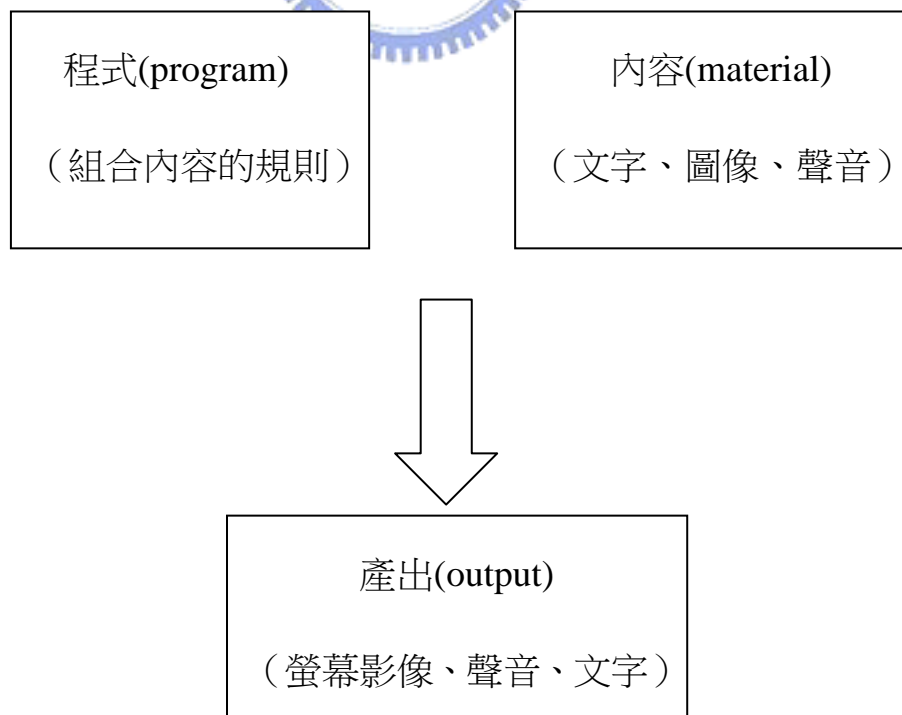 程式(program)
（組合內容的規則）
內容(material)
（文字、圖像、聲音）
產出(output)
（螢幕影像、聲音、文字）